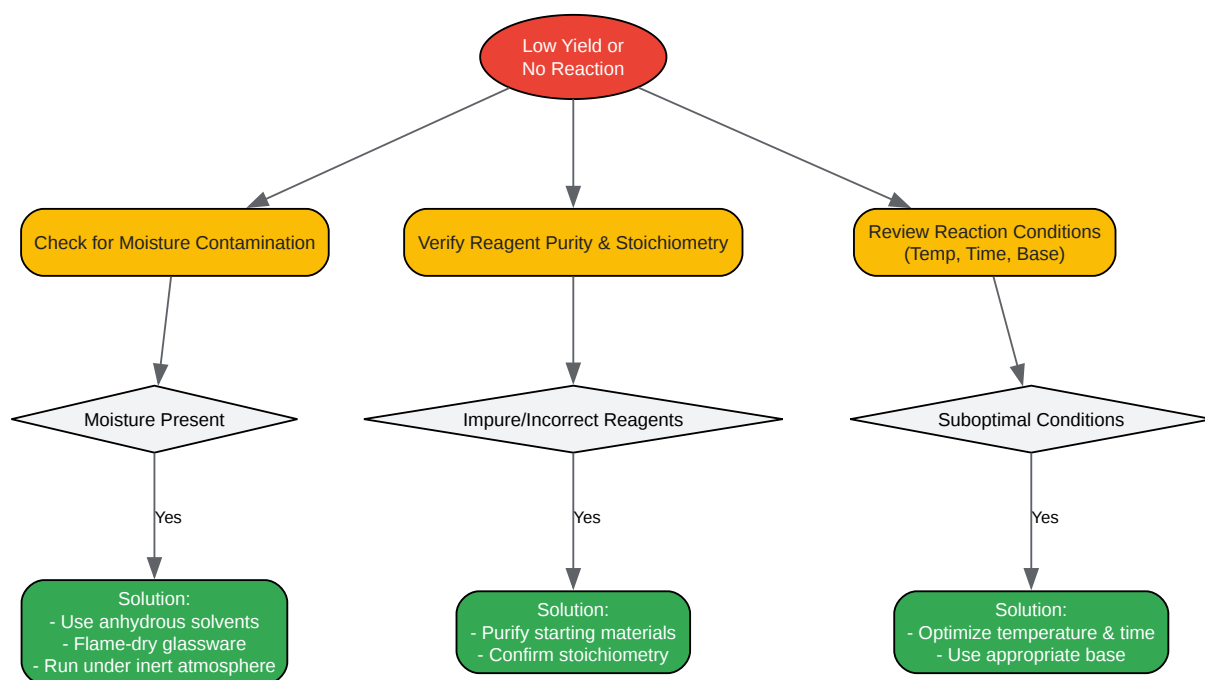 Low Yield or
No Reaction
Check for Moisture Contamination
Verify Reagent Purity & Stoichiometry
Review Reaction Conditions
(Temp, Time, Base)
Moisture Present
Impure/Incorrect Reagents
Suboptimal Conditions
Yes
Yes
Yes
Solution:
- Use anhydrous solvents
- Flame-dry glassware
- Run under inert atmosphere
Solution:
- Purify starting materials
- Confirm stoichiometry
Solution:
- Optimize temperature & time
- Use appropriate base